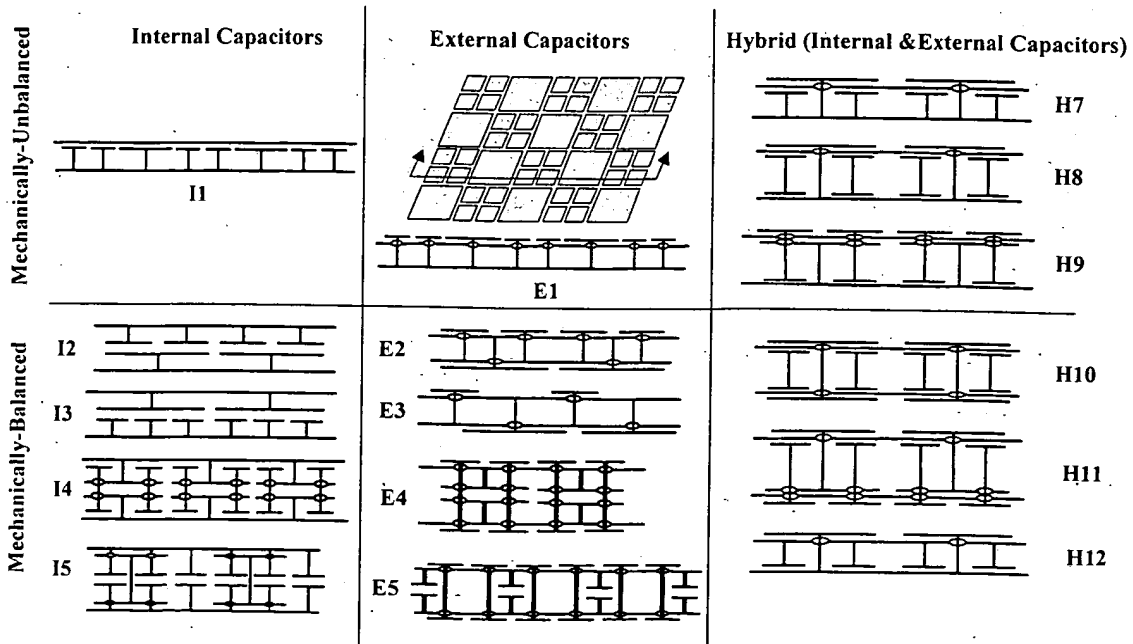 Internal Capacitors
External Capacitors
Hybrid (Internal &External Capacitors)
Mechanically-Unbalanced
I1
E1
H7
H8
H9
Mechanically-Balanced
I2
I3
I4
I5
E2
E3
E4
E5
H10
H11
H12